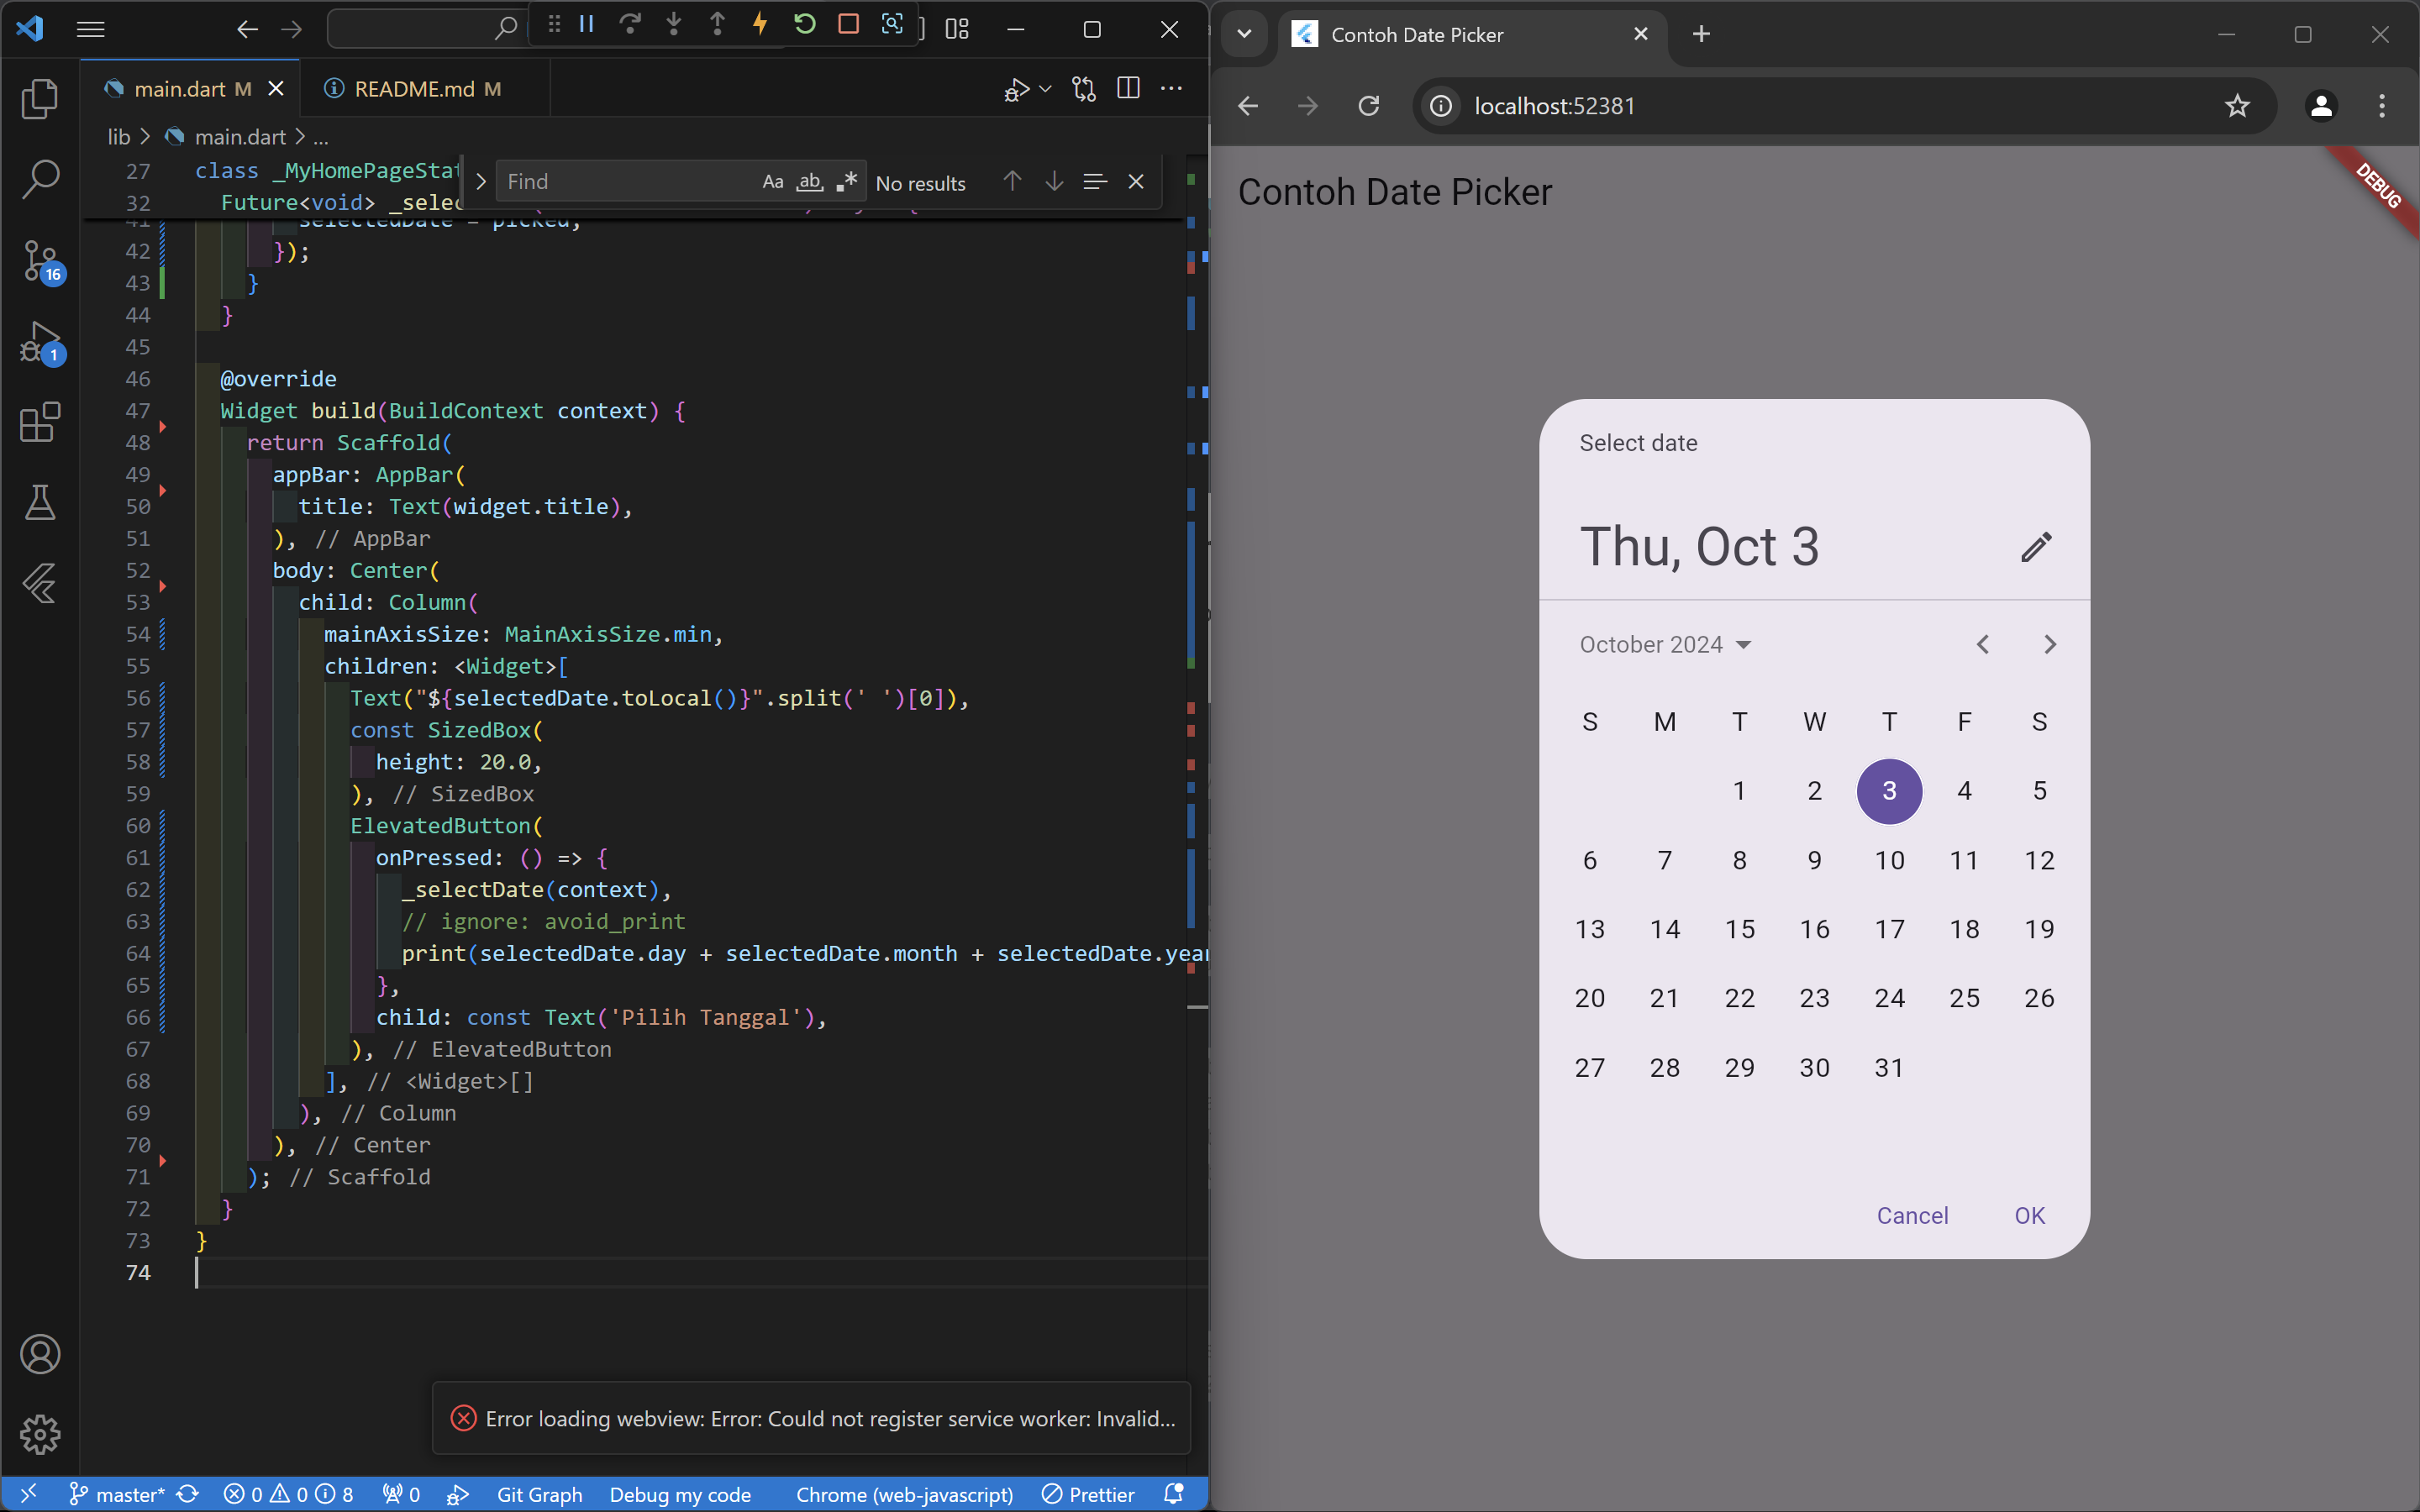 main.dart M
README.md M
lib > main.dart > ...
Find
Aa
ab
No results
27 class _MyHomePageStat
32 Future<void> _selec
41 selectedDate = picked;
42 });
43 }
44 }
45
46 @override
47 Widget build(BuildContext context) {
48 return Scaffold(
49 appBar: AppBar(
50 title: Text(widget.title),
51 ), // AppBar
52 body: Center(
53 child: Column(
54 mainAxisSize: MainAxisSize.min,
55 children: <Widget>[
56 Text("${selectedDate.toLocal()}".split(' ')[0]),
57 const SizedBox(
58 height: 20.0,
59 ), // SizedBox
60 ElevatedButton(
61 onPressed: () => {
62 _selectDate(context),
63 // ignore: avoid_print
64 print(selectedDate.day + selectedDate.month + selectedDate.year
65 },
66 child: const Text('Pilih Tanggal'),
67 ), // ElevatedButton
68 ], // <Widget>[]
69 ), // Column
70 ), // Center
71 ); // Scaffold
72 }
73 }
74
16
1
Error loading webview: Error: Could not register service worker: Invalid...
master* 0 0 8 0 Git Graph Debug my code Chrome (web-javascript) Prettier
Contoh Date Picker
localhost:52381
Contoh Date Picker
DEBUG
Select date
Thu, Oct 3
October 2024
S M T W T F S
1 2 3 4 5
6 7 8 9 10 11 12
13 14 15 16 17 18 19
20 21 22 23 24 25 26
27 28 29 30 31
Cancel OK